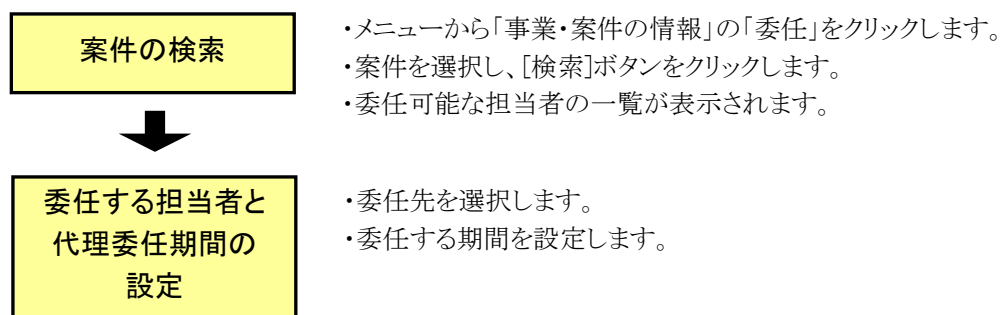 案件の検索
・メニューから「事業・案件の情報」の「委任」をクリックします。
・案件を選択し、[検索]ボタンをクリックします。
・委任可能な担当者の一覧が表示されます。
委任する担当者と
代理委任期間の
設定
・委任先を選択します。
・委任する期間を設定します。